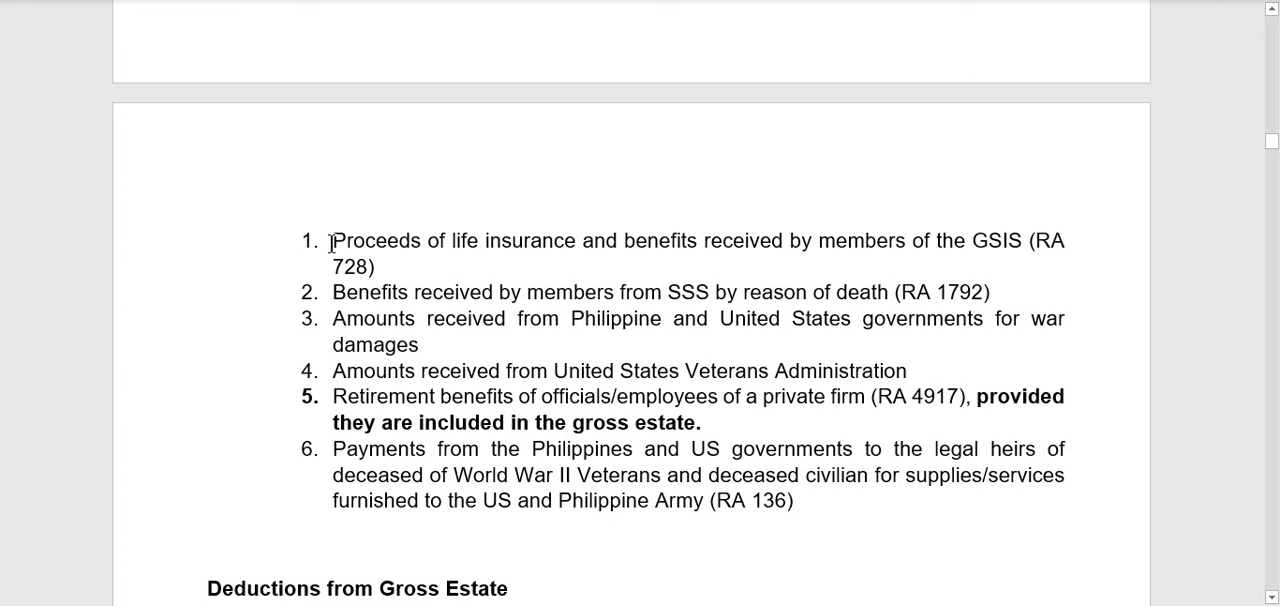 1. Proceeds of life insurance and benefits received by members of the GSIS (RA
728)
2. Benefits received by members from SSS by reason of death (RA 1792)
3. Amounts received from Philippine and United States governments for war
damages
4. Amounts received from United States Veterans Administration
5. Retirement benefits of officials/employees of a private firm (RA 4917), provided
they are included in the gross estate.
6. Payments from the Philippines and US governments to the legal heirs of
deceased of World War II Veterans and deceased civilian for supplies/services
furnished to the US and Philippine Army (RA 136)
Deductions from Gross Estate